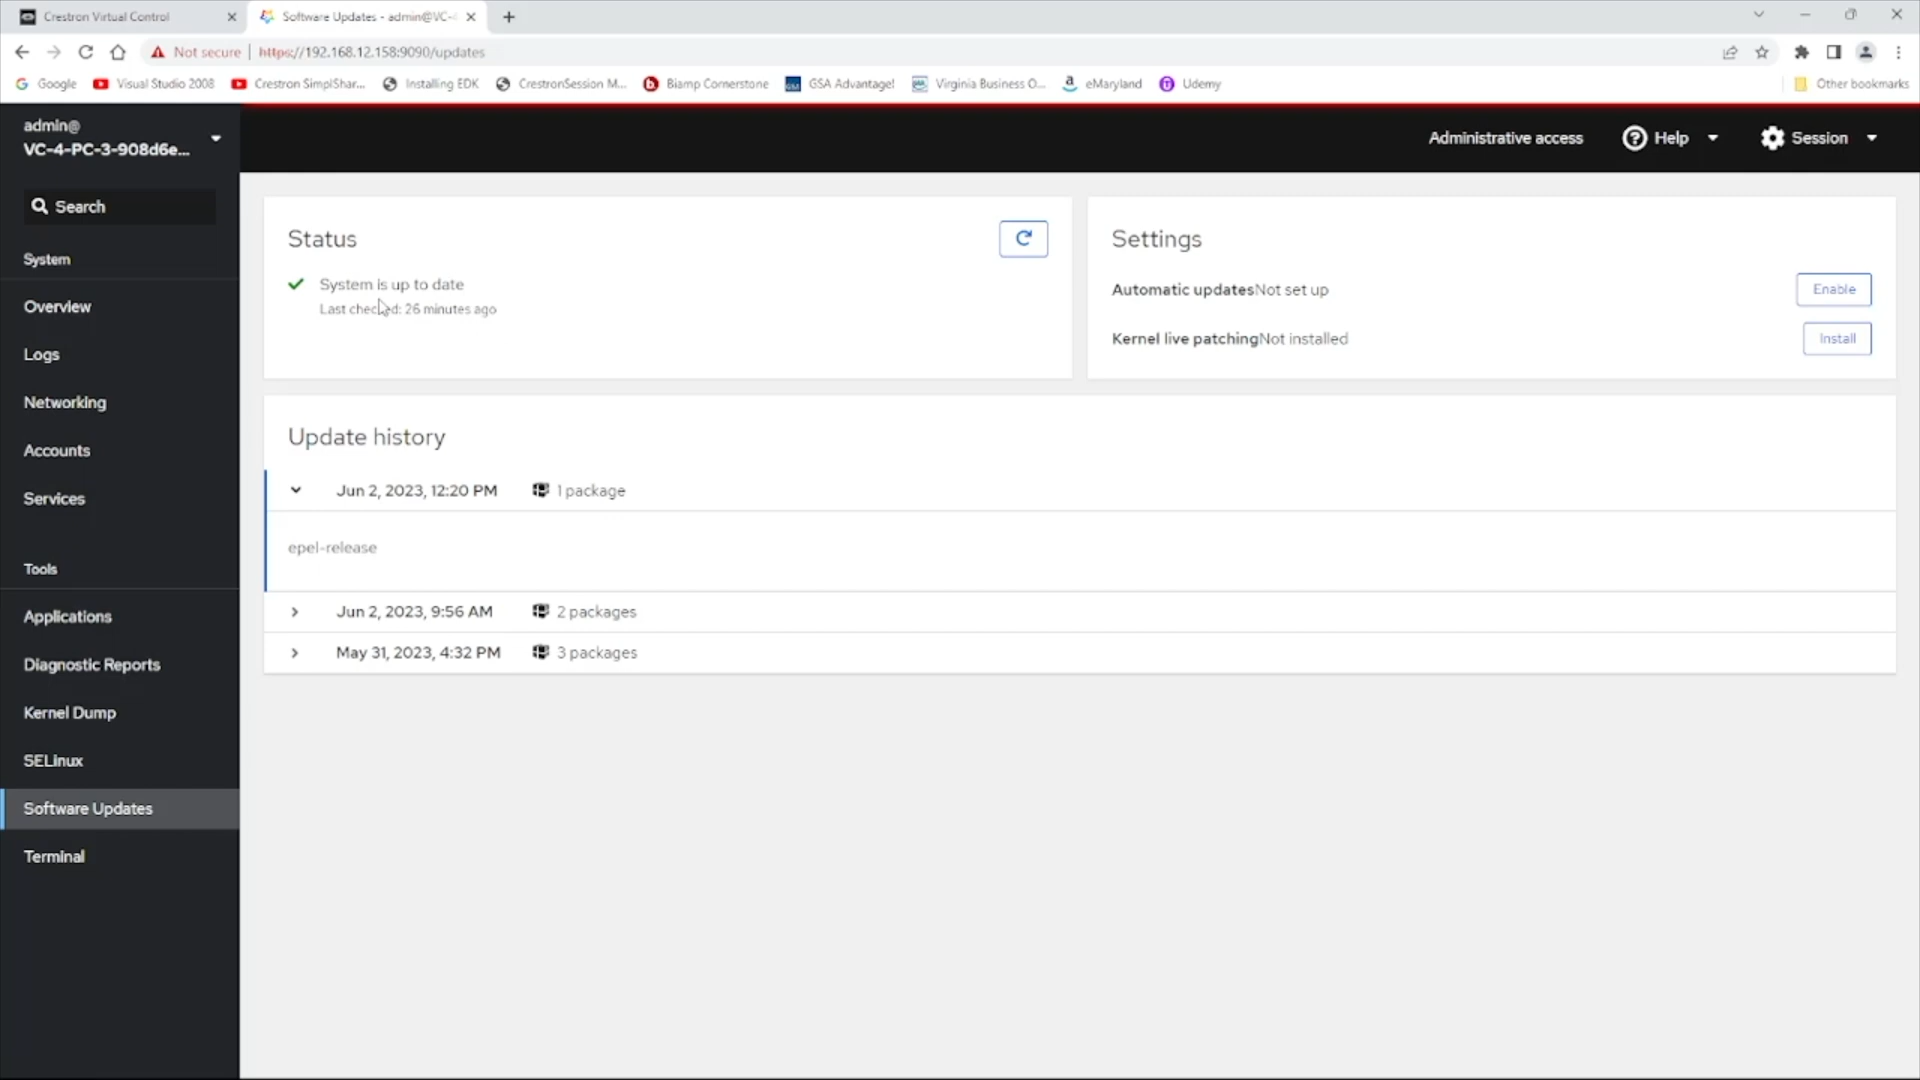 Crestron Virtual Control
Software Updates - admin@VC-4
Not secure
https://192.168.12.158:9090/updates
Google
Visual Studio 2008
Crestron SimplShar...
Installing EDK
CrestronSession M...
Biamp Cornerstone
GSA Advantage!
Virginia Business O...
eMaryland
Udemy
Other bookmarks
admin@
VC-4-PC-3-908d6e...
Administrative access
Help
Session
Search
System
Overview
Logs
Networking
Accounts
Services
Tools
Applications
Diagnostic Reports
Kernel Dump
SELinux
Software Updates
Terminal
Status
System is up to date
Last checked: 26 minutes ago
Settings
Automatic updatesNot set up
Enable
Kernel live patchingNot installed
Install
Update history
Jun 2, 2023, 12:20 PM 1 package
epel-release
Jun 2, 2023, 9:56 AM 2 packages
May 31, 2023, 4:32 PM 3 packages